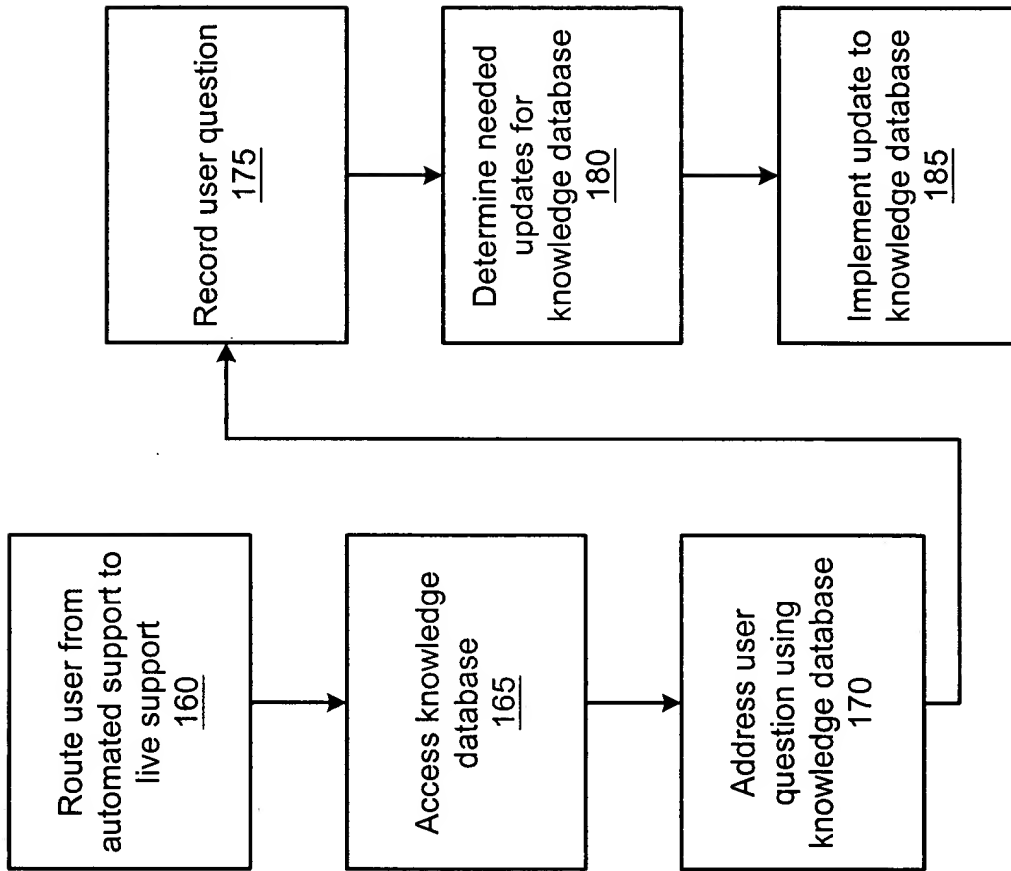 Route user from
automated support to
live support
160
Access knowledge
database
165
Address user
question using
knowledge database
170
Record user question
175
Determine needed
updates for
knowledge database
180
Implement update to
knowledge database
185